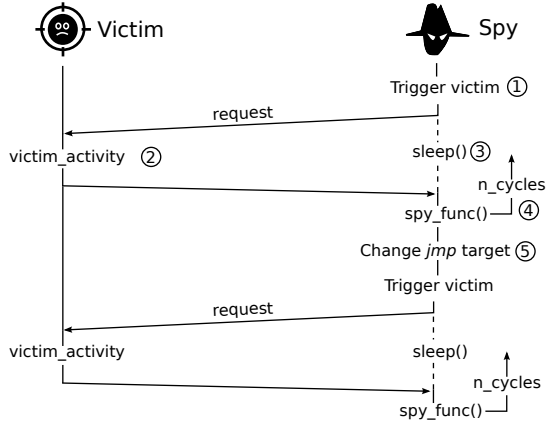 Victim
Spy
Trigger victim ①
request
victim_activity ②
sleep() ③
n_cycles
spy_func() ④
Change jmp target ⑤
Trigger victim
request
victim_activity
sleep()
n_cycles
spy_func()